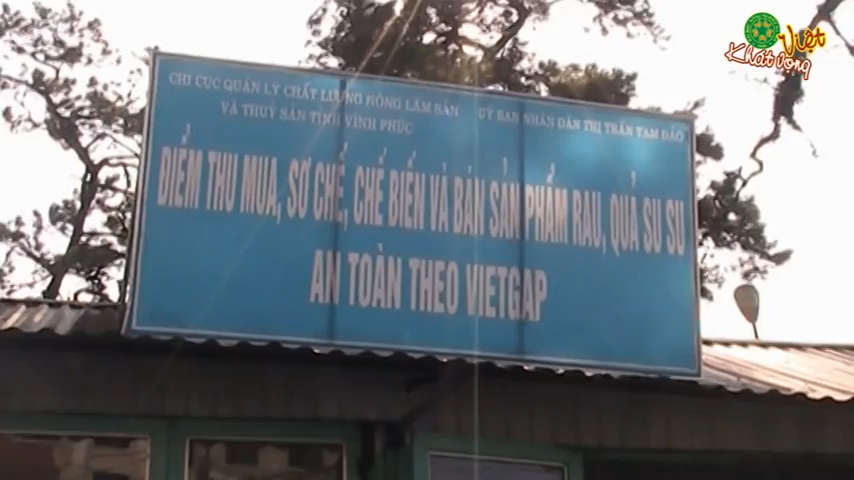 CHI CỤC QUẢN LÝ CHẤT LƯỢNG NÔNG LÂM SẢN
VÀ THUỶ SẢN TỈNH VĨNH PHÚC
UỶ BAN NHÂN DÂN THỊ TRẤN TAM ĐẢO
ĐIỂM THU MUA, SƠ CHẾ, CHẾ BIẾN VÀ BÁN SẢN PHẨM RAU, QUẢ SU SU
AN TOÀN THEO VIETGAP
Khát Vọng Việt